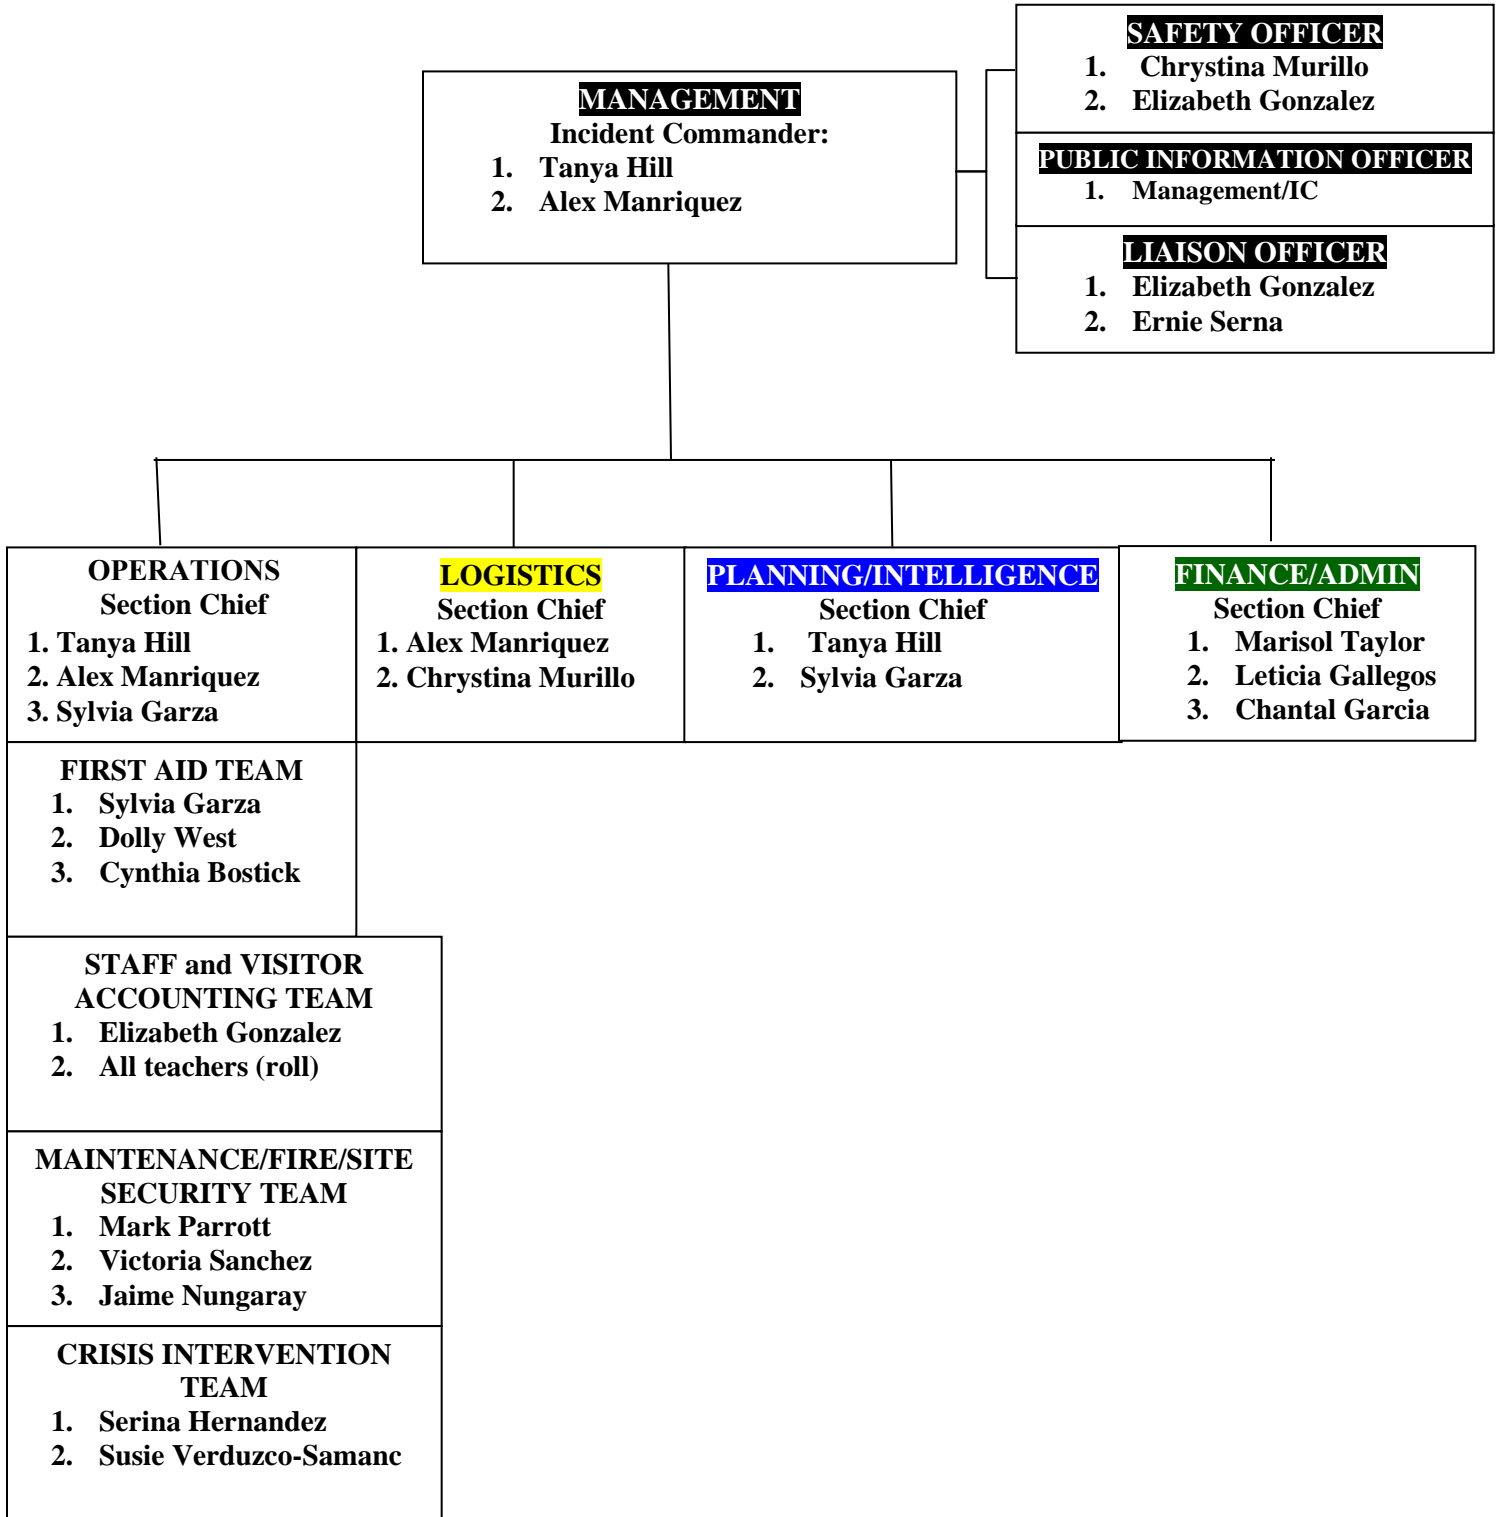 SAFETY OFFICER
1. Chrystina Murillo
2. Elizabeth Gonzalez
MANAGEMENT
Incident Commander:
1. Tanya Hill
2. Alex Manriquez
PUBLIC INFORMATION OFFICER
1. Management/IC
LIAISON OFFICER
1. Elizabeth Gonzalez
2. Ernie Serna
OPERATIONS
Section Chief
1. Tanya Hill
2. Alex Manriquez
3. Sylvia Garza
LOGISTICS
Section Chief
1. Alex Manriquez
2. Chrystina Murillo
PLANNING/INTELLIGENCE
Section Chief
1. Tanya Hill
2. Sylvia Garza
FINANCE/ADMIN
Section Chief
1. Marisol Taylor
2. Leticia Gallegos
3. Chantal Garcia
FIRST AID TEAM
1. Sylvia Garza
2. Dolly West
3. Cynthia Bostick
STAFF and VISITOR
ACCOUNTING TEAM
1. Elizabeth Gonzalez
2. All teachers (roll)
MAINTENANCE/FIRE/SITE
SECURITY TEAM
1. Mark Parrott
2. Victoria Sanchez
3. Jaime Nungaray
CRISIS INTERVENTION
TEAM
1. Serina Hernandez
2. Susie Verduzco-Samanc